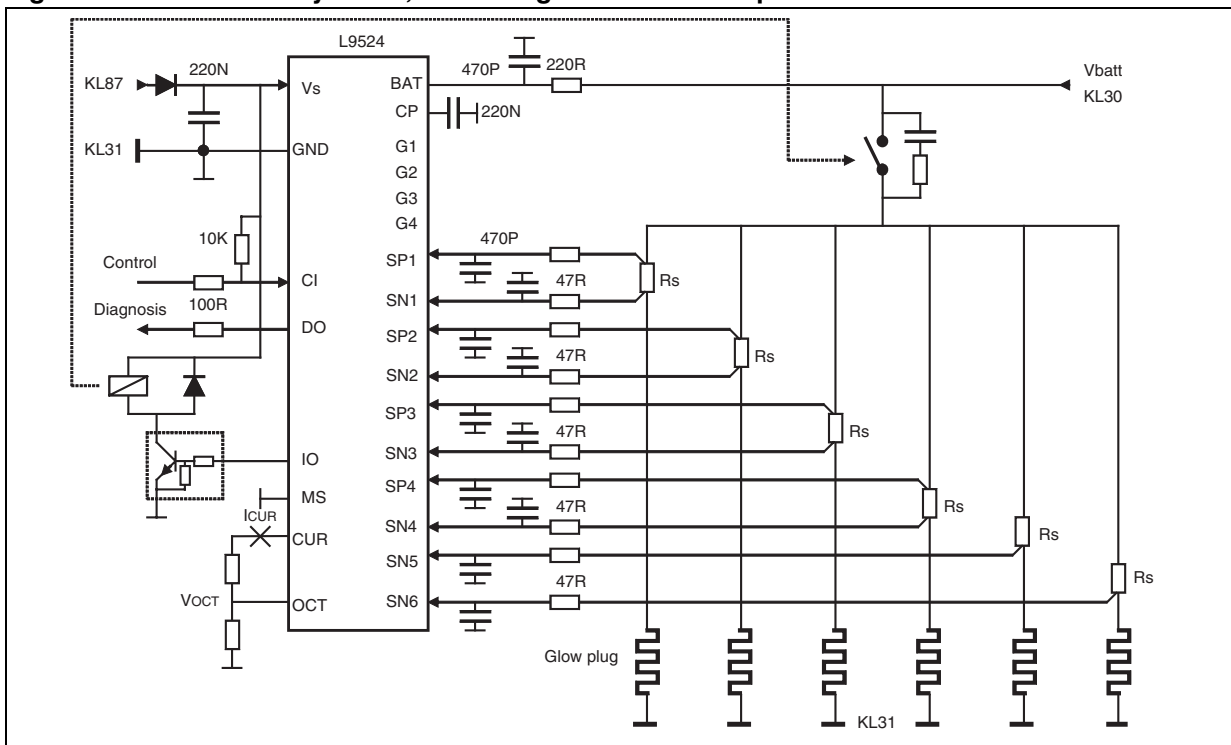 L9524
KL87
220N
Vs
BAT
470P
220R
Vbatt
KL30
CP
220N
KL31
GND
G1
G2
G3
G4
10K
Control
CI
SP1
470P
SN1
47R
Rs
Diagnosis
100R
DO
SP2
SN2
47R
Rs
SP3
SN3
47R
Rs
IO
SP4
MS
SN4
47R
Rs
ICUR
CUR
SN5
Rs
VOCT
OCT
SN6
47R
Rs
Glow plug
KL31